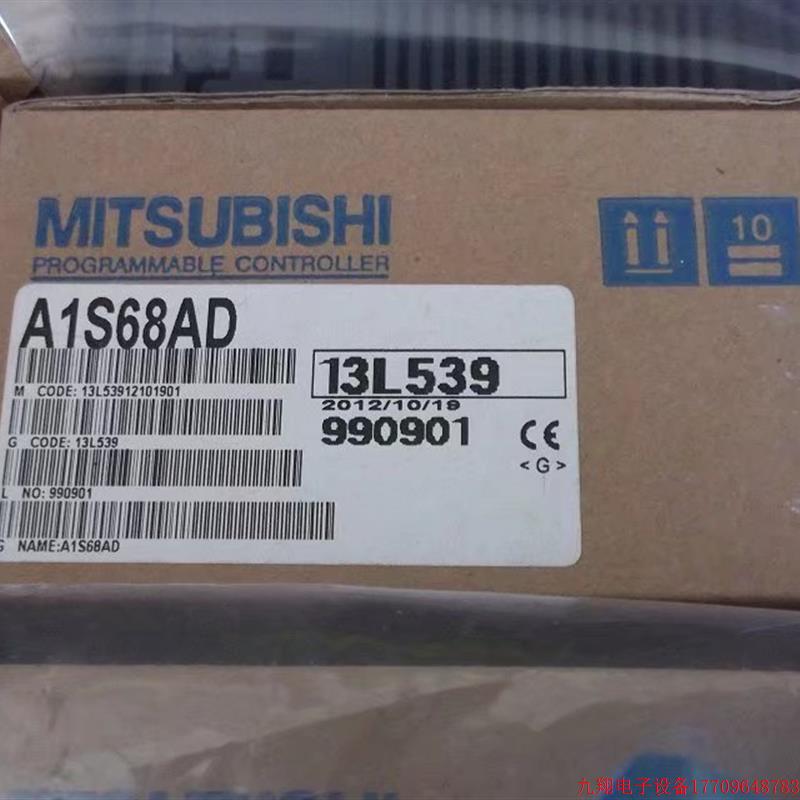 MITSUBISHI
PROGRAMMABLE CONTROLLER
10
A1S68AD
M CODE: 13L53912101901
13L539
2012/10/19
990901
G CODE: 13L539
CE
<G>
L NO: 990901
G NAME:A1S68AD
九翔电子设备17709648783